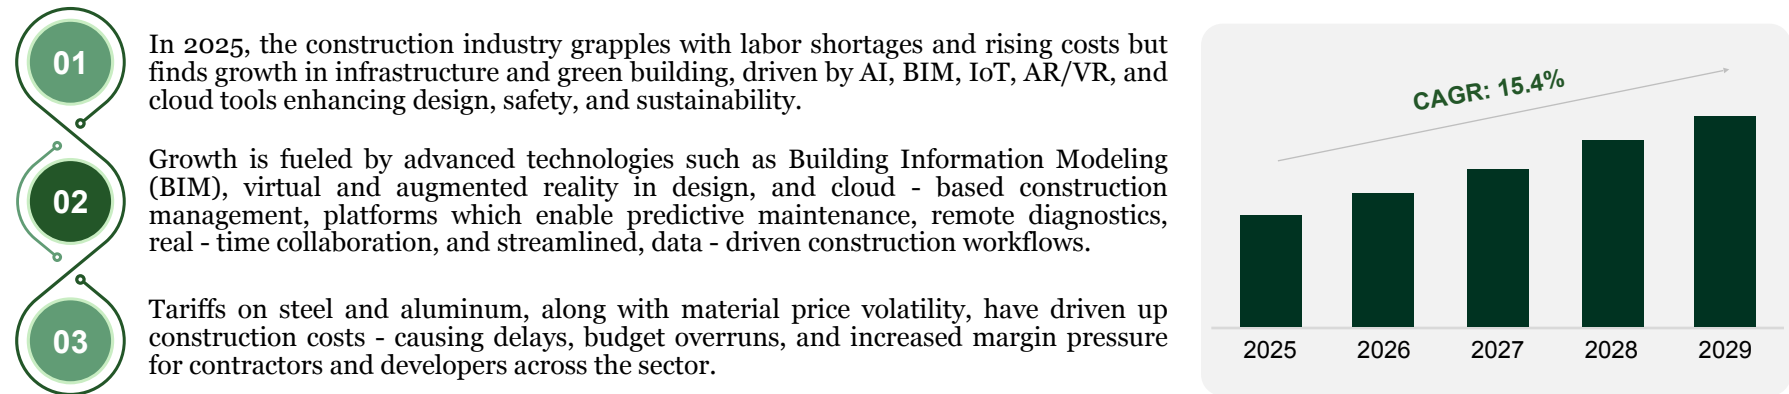 01
In 2025, the construction industry grapples with labor shortages and rising costs but
finds growth in infrastructure and green building, driven by AI, BIM, IoT, AR/VR, and
cloud tools enhancing design, safety, and sustainability.
02
Growth is fueled by advanced technologies such as Building Information Modeling
(BIM), virtual and augmented reality in design, and cloud - based construction
management, platforms which enable predictive maintenance, remote diagnostics,
real - time collaboration, and streamlined, data - driven construction workflows.
03
Tariffs on steel and aluminum, along with material price volatility, have driven up
construction costs - causing delays, budget overruns, and increased margin pressure
for contractors and developers across the sector.
CAGR: 15.4%
2025 2026 2027 2028 2029